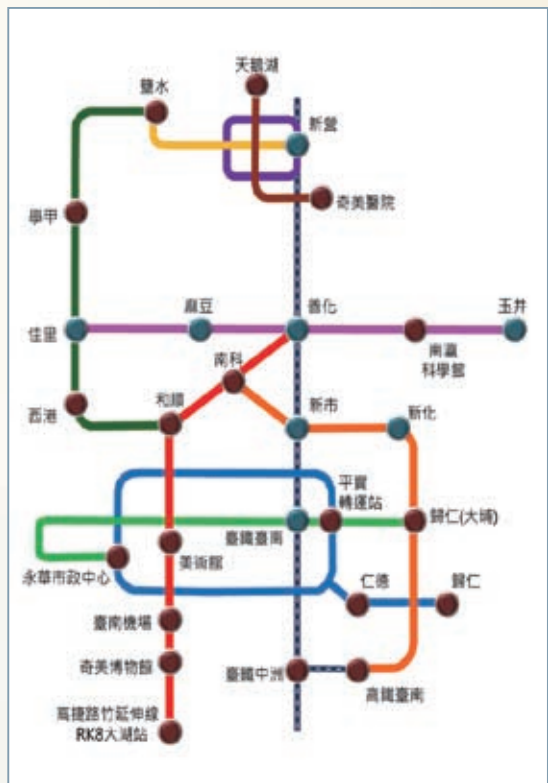 天鵝湖
鹽水
新營
奇美醫院
學甲
佳里
麻豆
善化
玉井
南瀛
科學館
南科
西港
和順
新市
新化
平實
轉運站
歸仁(大埔)
臺鐵臺南
美術館
永華市政中心
仁德
歸仁
臺南機場
奇美博物館
臺鐵中洲
高鐵臺南
高捷路竹延伸線
RK8大湖站